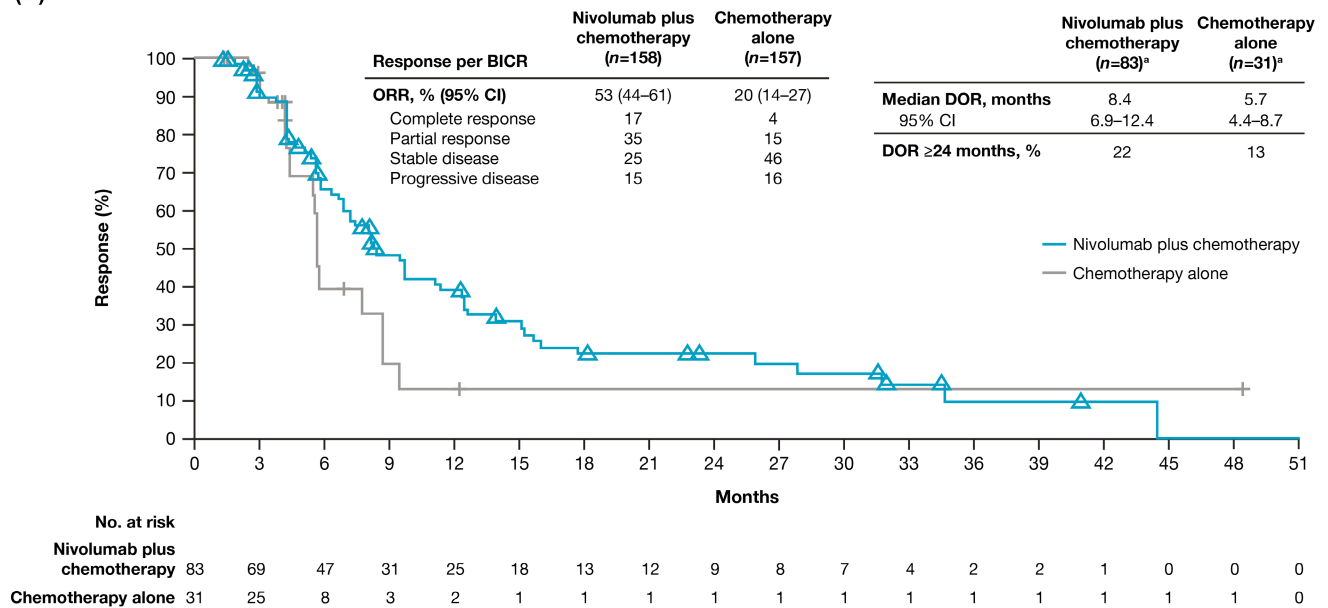 Nivolumab plus chemotherapy (n=158)
Chemotherapy alone (n=157)
Response per BICR
ORR, % (95% CI) 53 (44–61) 20 (14–27)
Complete response 17 4
Partial response 35 15
Stable disease 25 46
Progressive disease 15 16
Nivolumab plus chemotherapy (n=83)ᵃ
Chemotherapy alone (n=31)ᵃ
Median DOR, months 8.4 5.7
95% CI 6.9–12.4 4.4–8.7
DOR ≥24 months, % 22 13
Nivolumab plus chemotherapy
Chemotherapy alone
Response (%)
100
90
80
70
60
50
40
30
20
10
0
0 3 6 9 12 15 18 21 24 27 30 33 36 39 42 45 48 51
Months
No. at risk
Nivolumab plus
chemotherapy 83 69 47 31 25 18 13 12 9 8 7 4 2 2 1 0 0 0
Chemotherapy alone 31 25 8 3 2 1 1 1 1 1 1 1 1 1 1 1 1 0